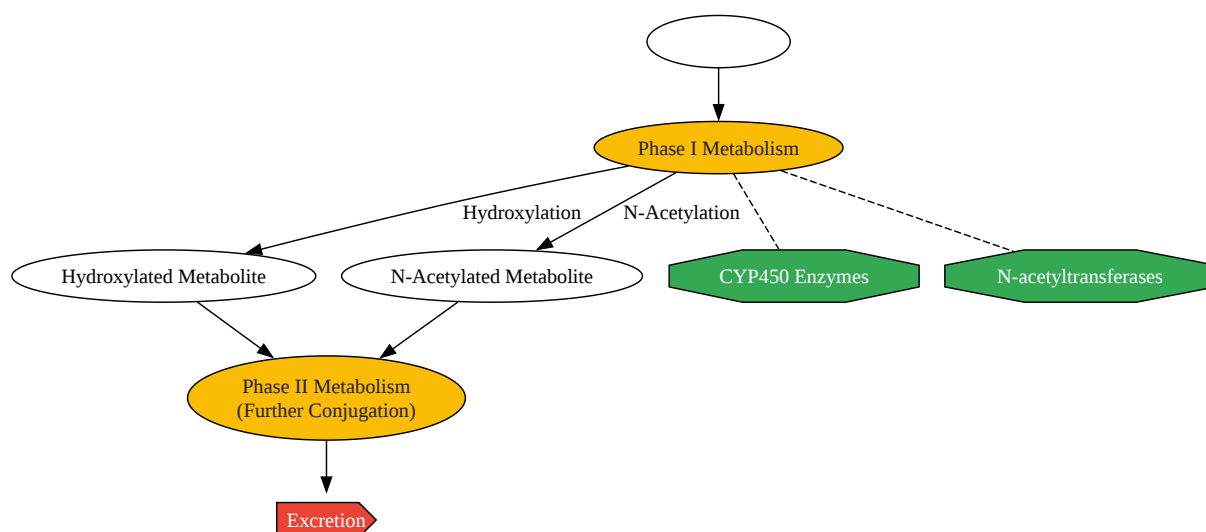 Phase I Metabolism
Hydroxylation
N-Acetylation
Hydroxylated Metabolite
N-Acetylated Metabolite
CYP450 Enzymes
N-acetyltransferases
Phase II Metabolism
(Further Conjugation)
Excretion